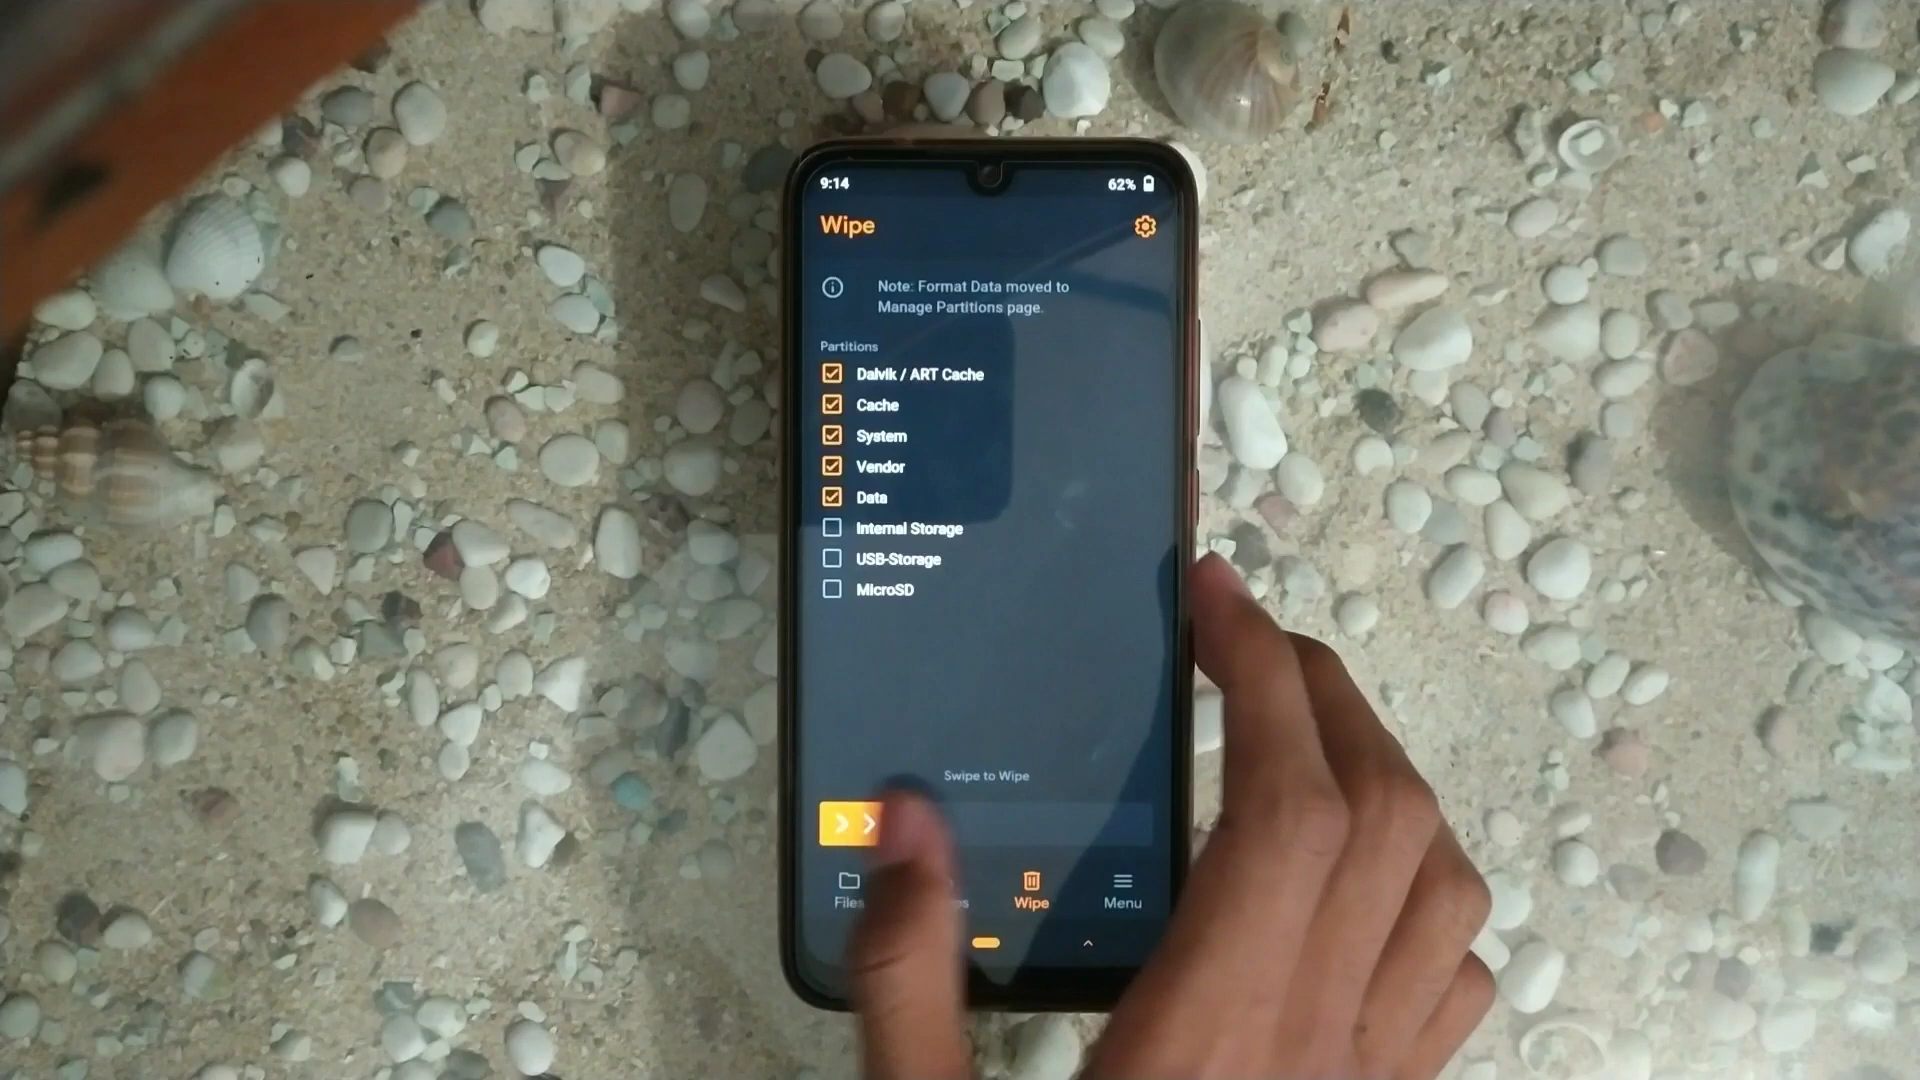 9:14
62%
Wipe
Note: Format Data moved to
Manage Partitions page.
Partitions
Dalvik / ART Cache
Cache
System
Vendor
Data
Internal Storage
USB-Storage
MicroSD
Swipe to Wipe
Files
Wipe
Menu